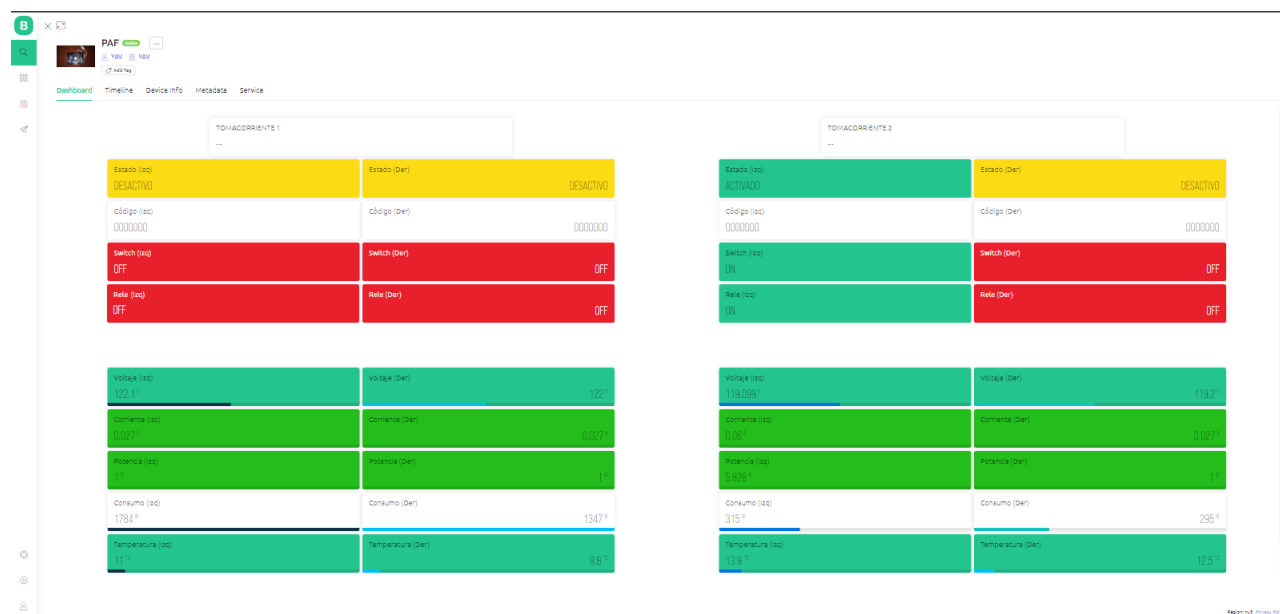 B
PAF Online ...
YAV YAV
Add Tag
Dashboard Timeline Device Info Metadata Service
TOMACORRIENTE 1
--
Estado (Izq) Estado (Der)
DESACTIVO DESACTIVO
Código (Izq) Código (Der)
0000000 0000000
Switch (Izq) Switch (Der)
OFF OFF
Rele (Izq) Rele (Der)
OFF OFF
Voltaje (Izq) Voltaje (Der)
122.1 122
Corriente (Izq) Corriente (Der)
0.027 A 0.027 A
Potencia (Izq) Potencia (Der)
1 1
Consumo (Izq) Consumo (Der)
1784 1347
Temperatura (Izq) Temperatura (Der)
11 °C 9.8 °C
TOMACORRIENTE 2
--
Estado (Izq) Estado (Der)
ACTIVADO DESACTIVO
Código (Izq) Código (Der)
0000000 0000000
Switch (Izq) Switch (Der)
ON OFF
Rele (Izq) Rele (Der)
ON OFF
Voltaje (Izq) Voltaje (Der)
119.099 119.2
Corriente (Izq) Corriente (Der)
0.06 A 0.027 A
Potencia (Izq) Potencia (Der)
5.828 1
Consumo (Izq) Consumo (Der)
315 295
Temperatura (Izq) Temperatura (Der)
13.9 °C 12.5 °C
Region: ny3 Privacy Pol